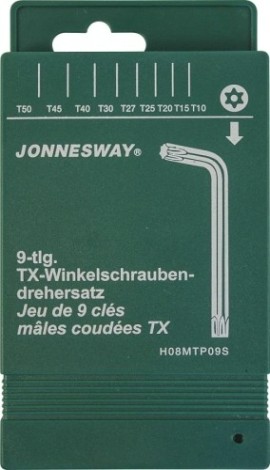 T50 T45 T40 T30 T27 T25 T20 T15 T10
JONNESWAY®
9-tlg.
TX-Winkelschrauben-
drehersatz
Jeu de 9 clés
mâles coudées TX
H08MTP09S